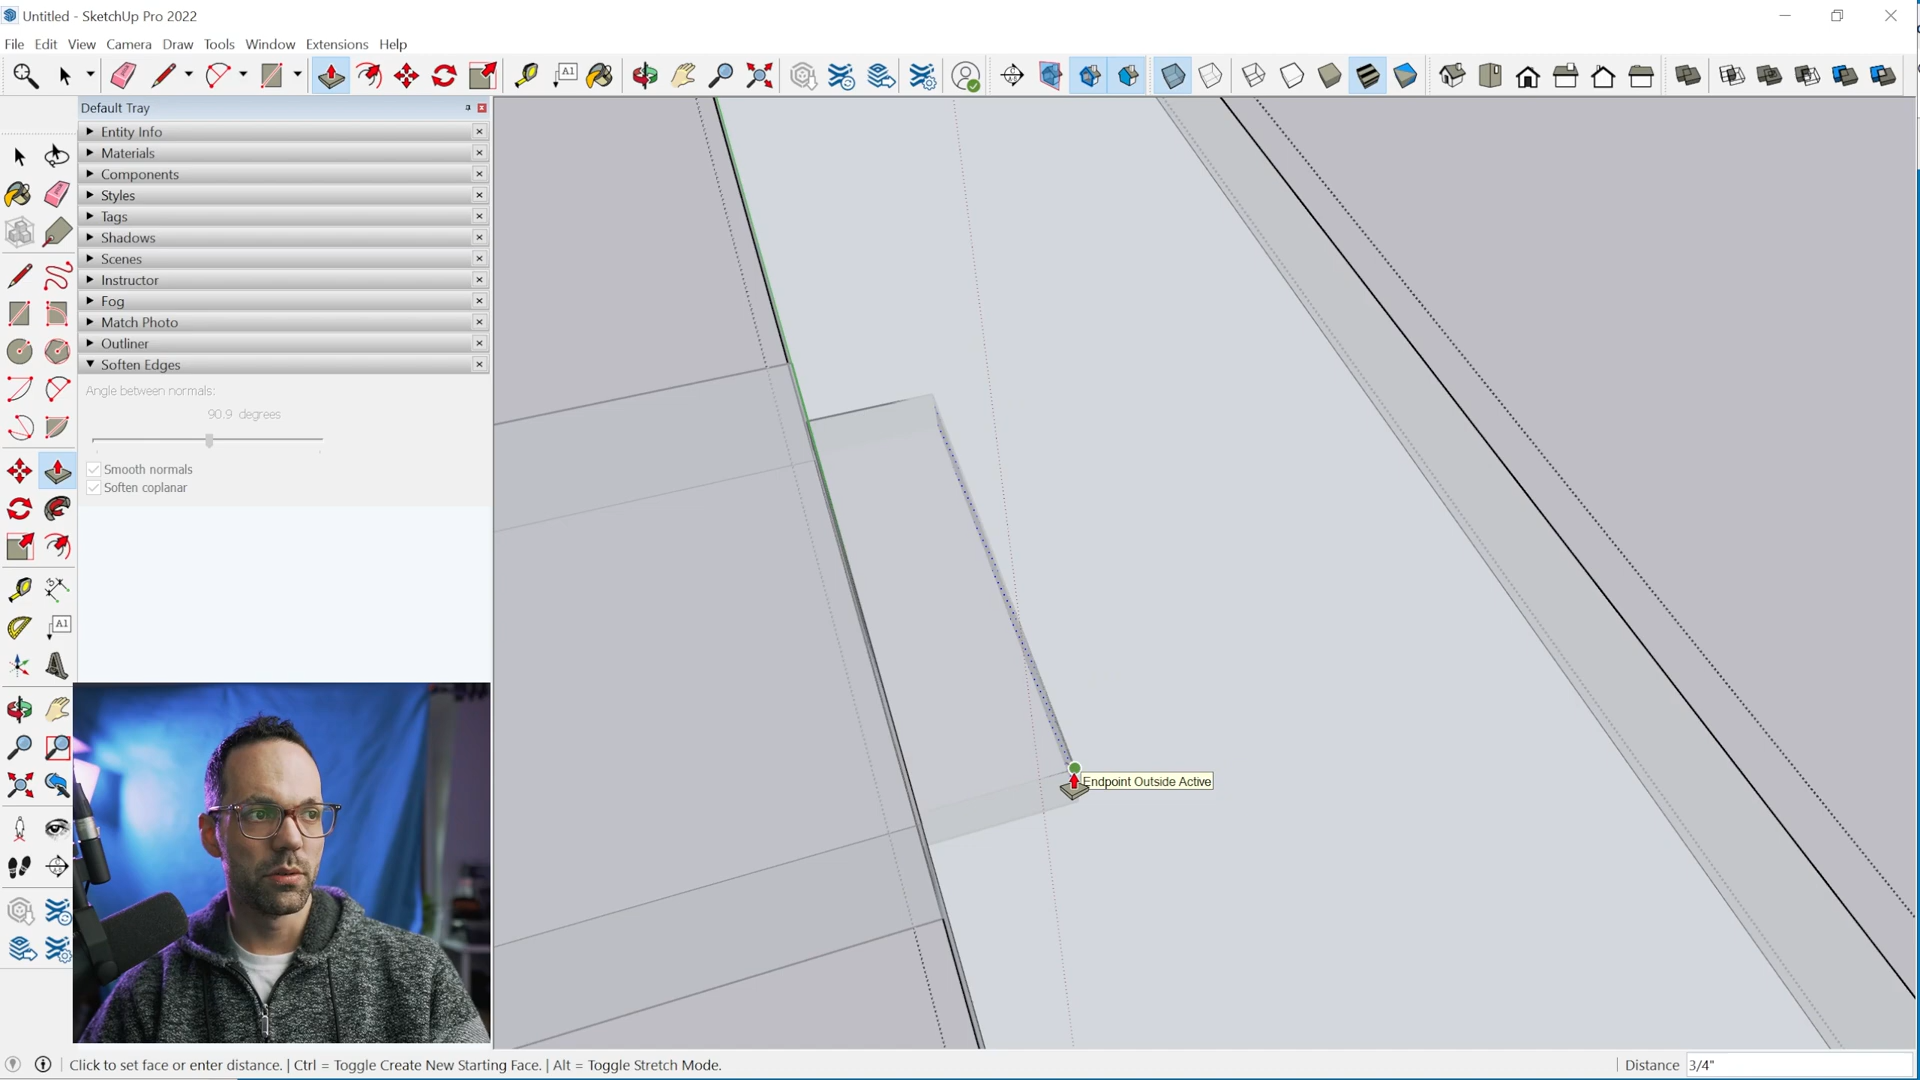 Untitled - SketchUp Pro 2022
File Edit View Camera Draw Tools Window Extensions Help
A1
Default Tray
Entity Info
Materials
Components
Styles
Tags
Shadows
Scenes
Instructor
Fog
Match Photo
Outliner
Soften Edges
Angle between normals:
90.9 degrees
Smooth normals
Soften coplanar
A1
Endpoint Outside Active
Click to set face or enter distance. | Ctrl = Toggle Create New Starting Face. | Alt = Toggle Stretch Mode.
Distance 3/4"